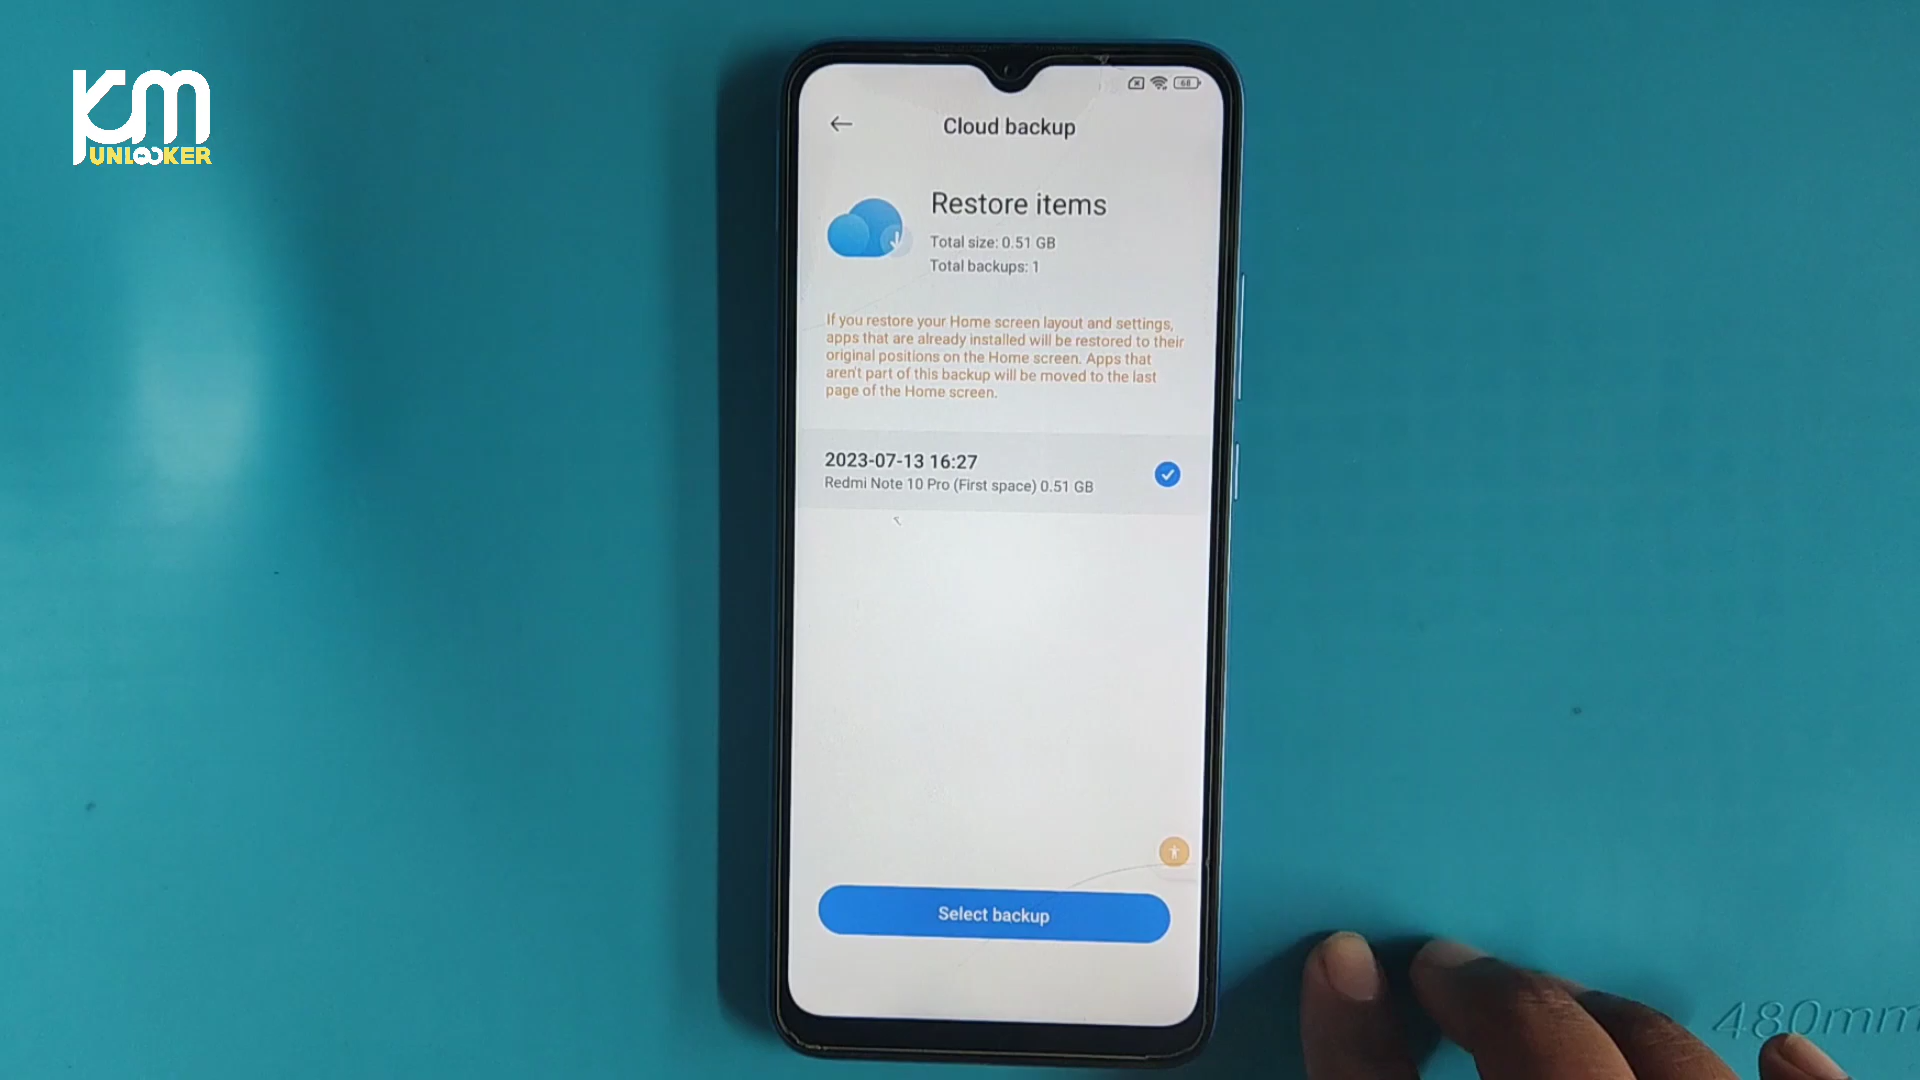 KM
UNLOOKER
68
Cloud backup
Restore items
Total size: 0.51 GB
Total backups: 1
If you restore your Home screen layout and settings,
apps that are already installed will be restored to their
original positions on the Home screen. Apps that
aren't part of this backup will be moved to the last
page of the Home screen.
2023-07-13 16:27
Redmi Note 10 Pro (First space) 0.51 GB
Select backup
480mm